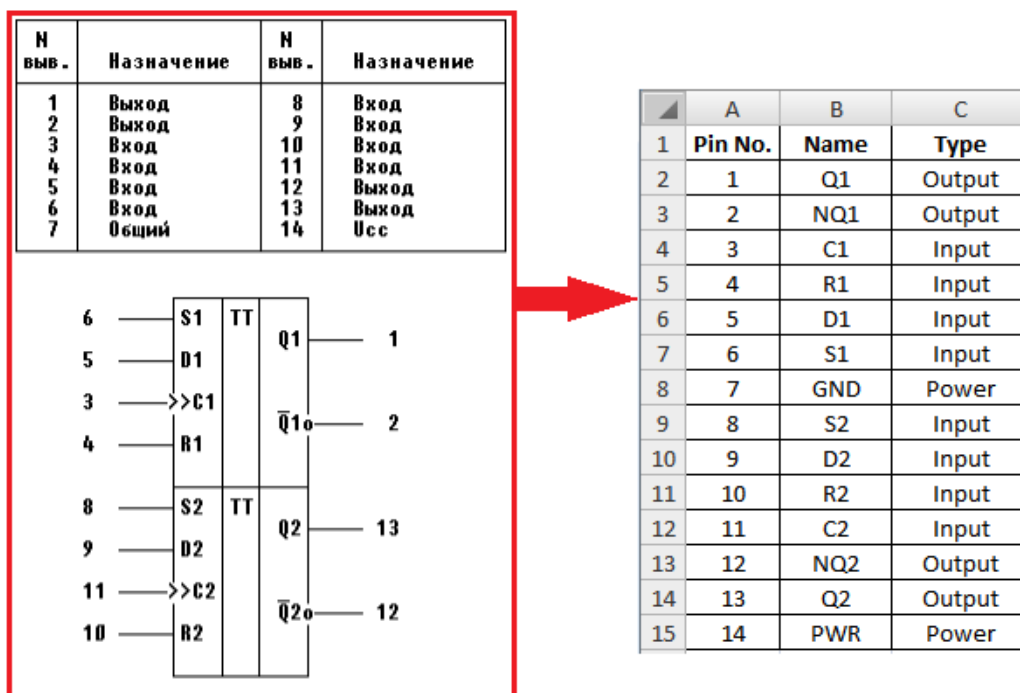 N выв. Назначение N выв. Назначение
1 Выход 8 Вход
2 Выход 9 Вход
3 Вход 10 Вход
4 Вход 11 Вход
5 Вход 12 Выход
6 Вход 13 Выход
7 Общий 14 Ucc
6 S1 TT
Q1 1
5 D1
3 >>C1
Q̅1 2
4 R1
8 S2 TT
Q2 13
9 D2
11 >>C2
Q̅2 12
10 R2
A B C
1 Pin No. Name Type
2 1 Q1 Output
3 2 NQ1 Output
4 3 C1 Input
5 4 R1 Input
6 5 D1 Input
7 6 S1 Input
8 7 GND Power
9 8 S2 Input
10 9 D2 Input
11 10 R2 Input
12 11 C2 Input
13 12 NQ2 Output
14 13 Q2 Output
15 14 PWR Power